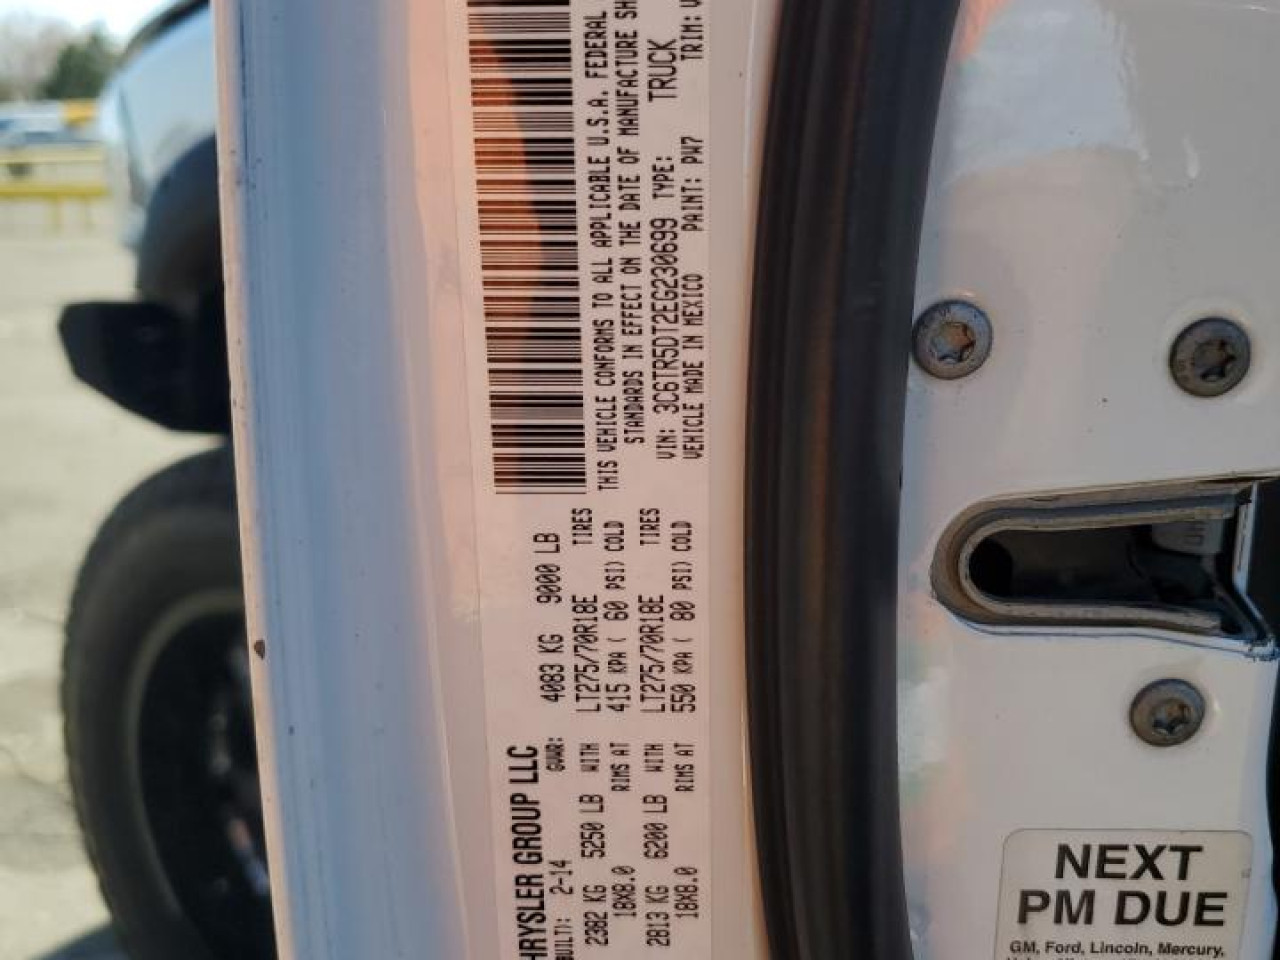 HRYSLER GROUP LLC
BUILT: 2-14 GVWR: 4083 KG 9000 LB
2382 KG 5250 LB WITH LT275/70R18E TIRES
18X8.0 RIMS AT 415 KPA ( 60 PSI) COLD
2813 KG 6200 LB WITH LT275/70R18E TIRES
18X8.0 RIMS AT 550 KPA ( 80 PSI) COLD
THIS VEHICLE CONFORMS TO ALL APPLICABLE U.S.A. FEDERAL
STANDARDS IN EFFECT ON THE DATE OF MANUFACTURE SH
VIN: 3C6TR5DT2EG230699 TYPE: TRUCK
VEHICLE MADE IN MEXICO PAINT: PW7 TRIM:
NEXT
PM DUE
GM, Ford, Lincoln, Mercury,